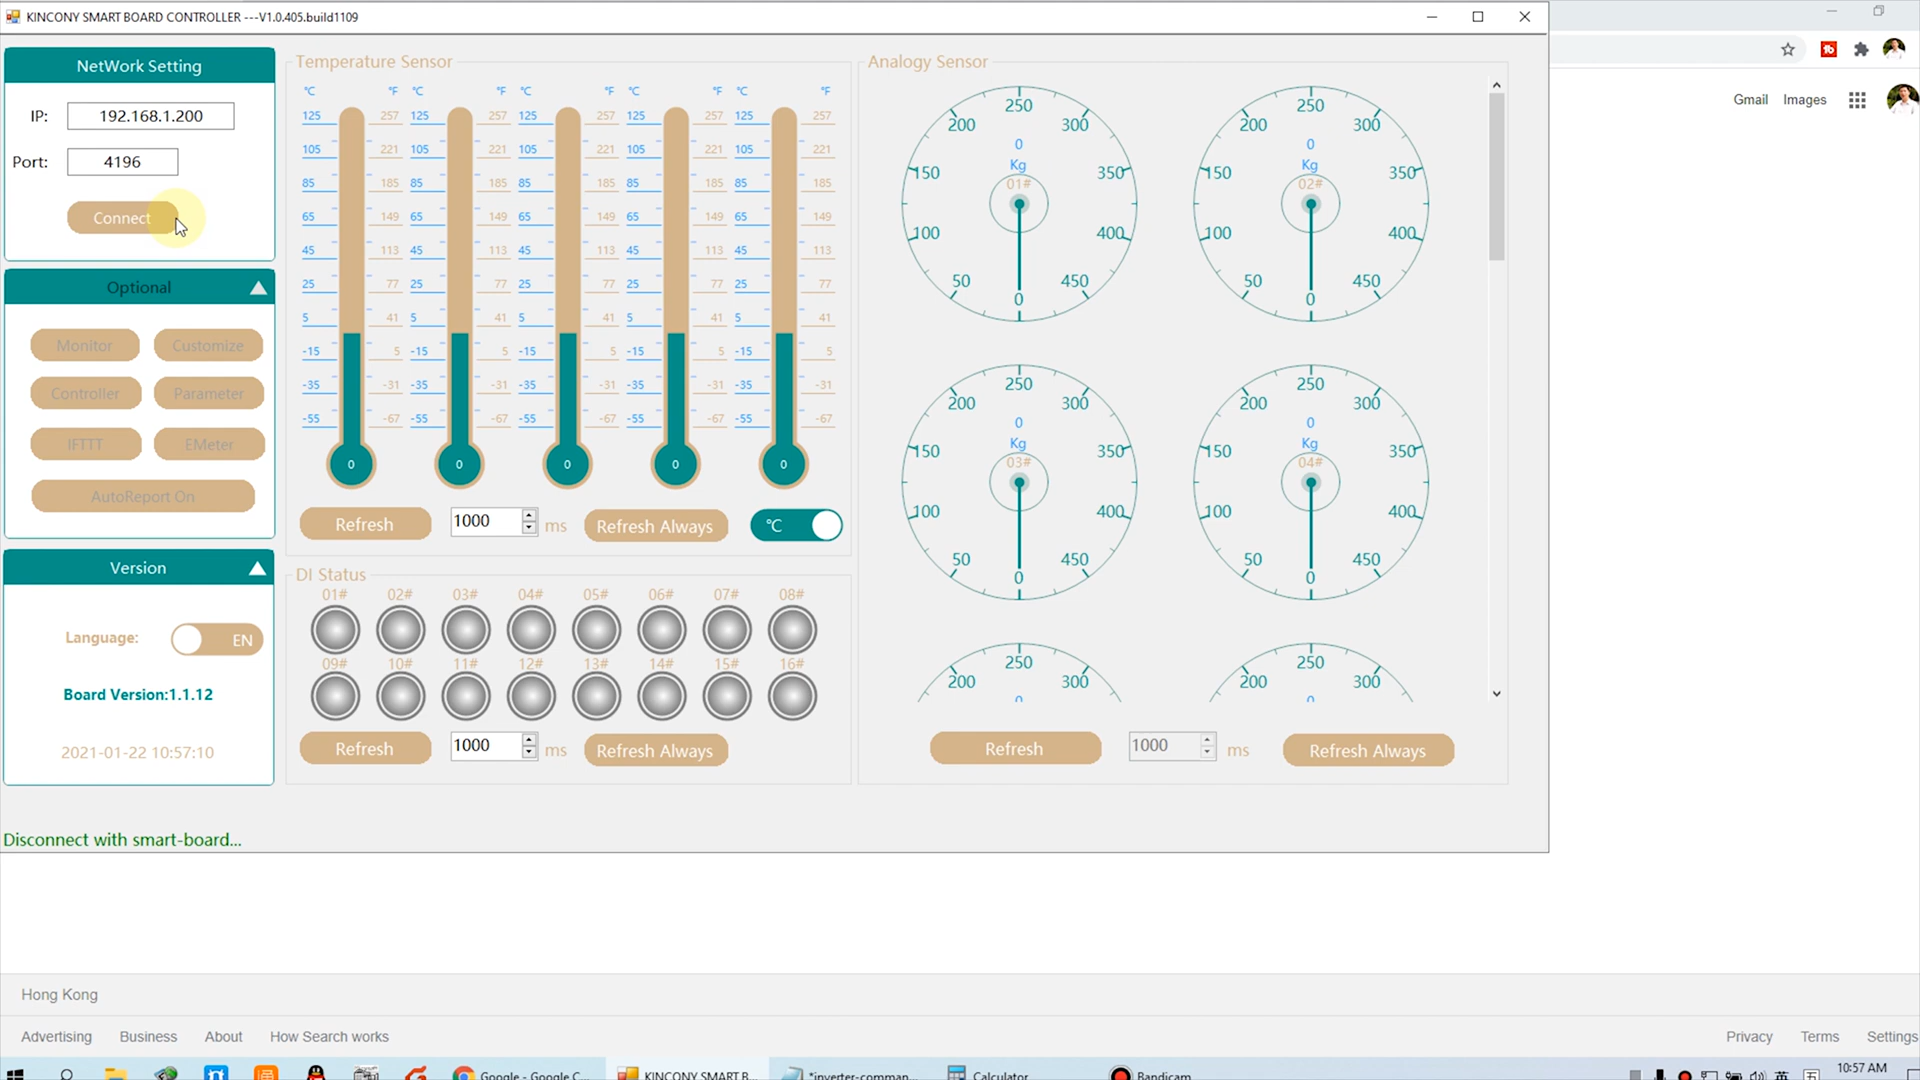 KINCONY SMART BOARD CONTROLLER ---V1.0.405.build1109
NetWork Setting
IP: 192.168.1.200
Port: 4196
Connect
Optional
Monitor Customize
Controller Parameter
IFTTT EMeter
AutoReport On
Version
Language: EN
Board Version:1.1.12
2021-01-22 10:57:10
Disconnect with smart-board...
Temperature Sensor
℃ ℉ ℃ ℉ ℃ ℉ ℃ ℉ ℃ ℉
125 257 125 257 125 257 125 257 125 257
105 221 105 221 105 221 105 221 105 221
85 185 85 185 85 185 85 185 85 185
65 149 65 149 65 149 65 149 65 149
45 113 45 113 45 113 45 113 45 113
25 77 25 77 25 77 25 77 25 77
5 41 5 41 5 41 5 41 5 41
-15 5 -15 5 -15 5 -15 5 -15 5
-35 -31 -35 -31 -35 -31 -35 -31 -35 -31
-55 -67 -55 -67 -55 -67 -55 -67 -55 -67
0 0 0 0 0
Refresh 1000 ms Refresh Always ℃
DI Status
01# 02# 03# 04# 05# 06# 07# 08#
09# 10# 11# 12# 13# 14# 15# 16#
Refresh 1000 ms Refresh Always
Analogy Sensor
250 250
200 300 200 300
0 0
Kg Kg
150 350 150 350
01# 02#
100 400 100 400
50 450 50 450
0 0
250 250
200 300 200 300
0 0
Kg Kg
150 350 150 350
03# 04#
100 400 100 400
50 450 50 450
0 0
250 250
200 300 200 300
0 0
Refresh 1000 ms Refresh Always
Gmail Images
Hong Kong
Advertising Business About How Search works
Privacy Terms Settings
Google - Google C... KINCONY SMART B... *inverter-comman... Calculator Bandicam
英 10:57 AM